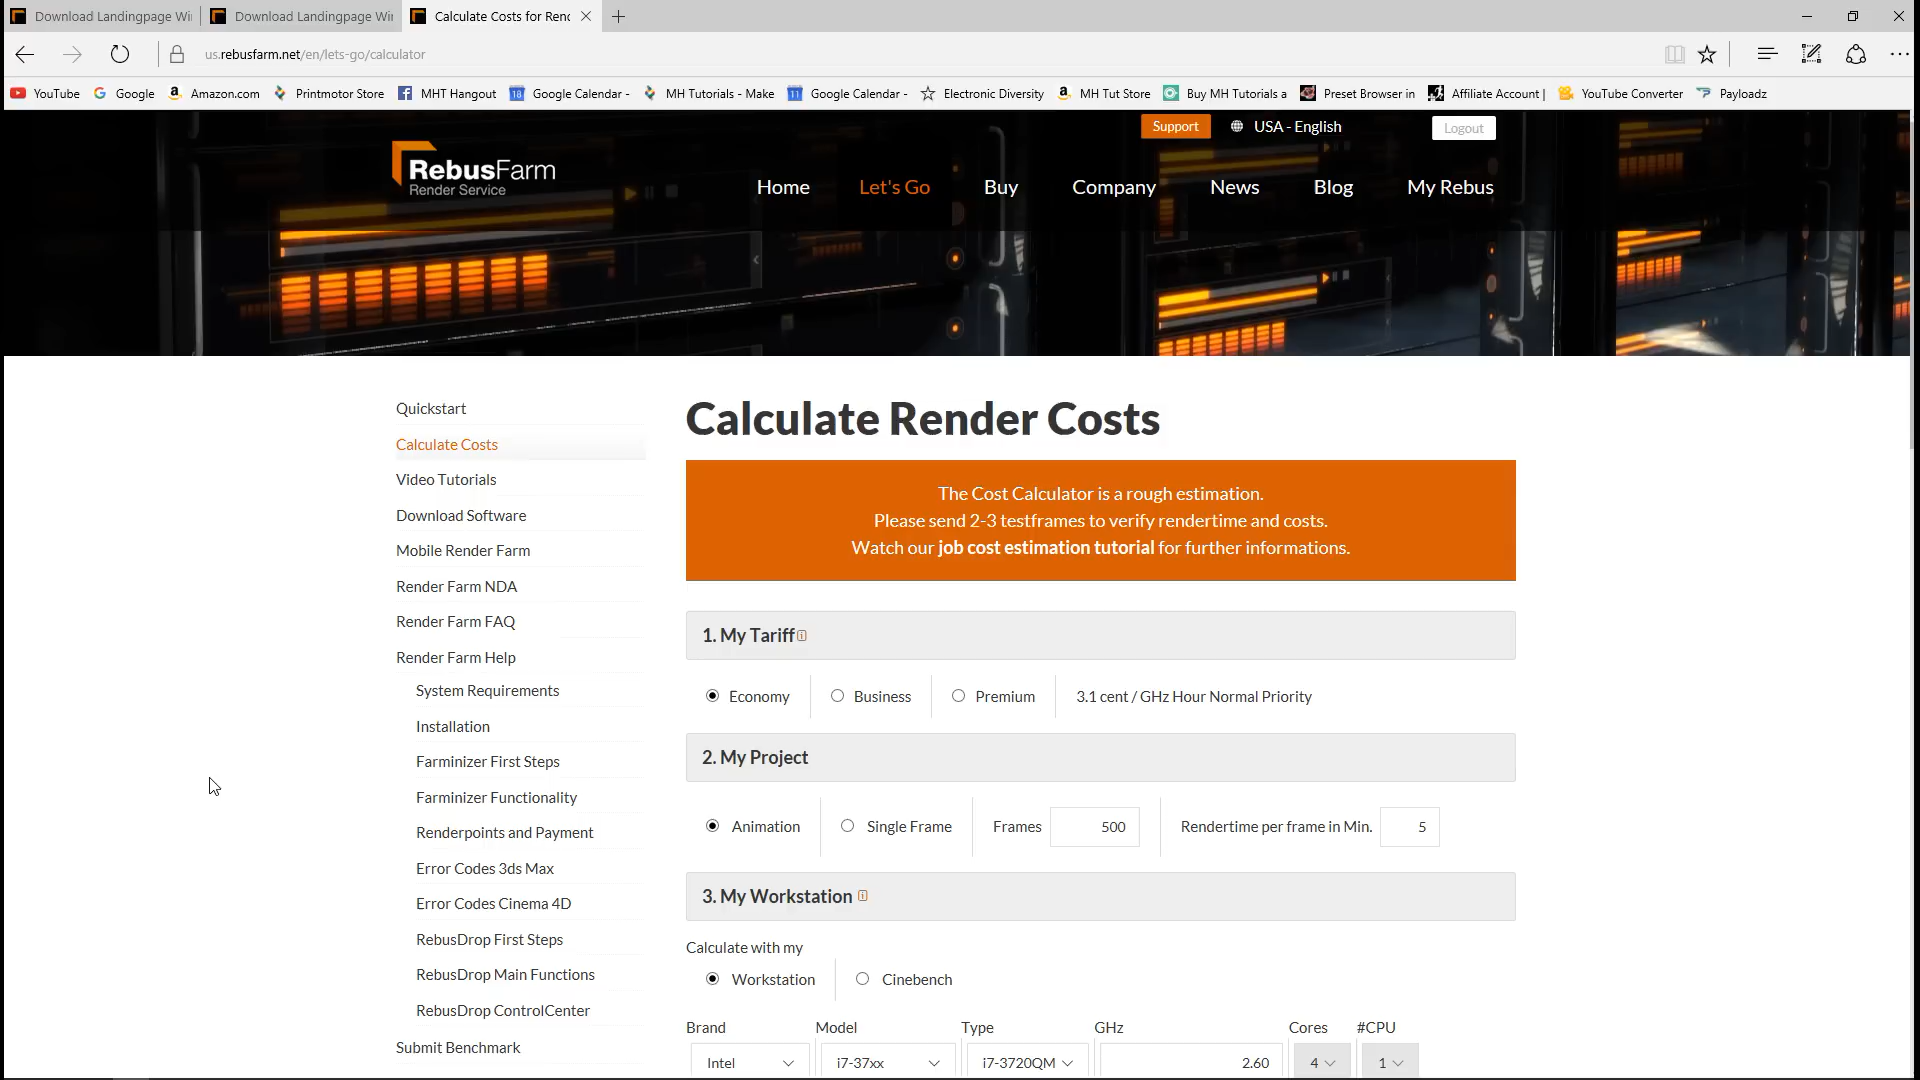 Download Landingpage Wi
Download Landingpage Wi
Calculate Costs for Renc
us.rebusfarm.net/en/lets-go/calculator
YouTube
Google
Amazon.com
Printmotor Store
MHT Hangout
18
Google Calendar -
MH Tutorials - Make
11
Google Calendar -
Electronic Diversity
MH Tut Store
Buy MH Tutorials a
Preset Browser in
Affiliate Account |
YouTube Converter
Payloadz
Support
USA - English
Logout
RebusFarm
Render Service
Home
Let's Go
Buy
Company
News
Blog
My Rebus
Quickstart
Calculate Costs
Video Tutorials
Download Software
Mobile Render Farm
Render Farm NDA
Render Farm FAQ
Render Farm Help
System Requirements
Installation
Farminizer First Steps
Farminizer Functionality
Renderpoints and Payment
Error Codes 3ds Max
Error Codes Cinema 4D
RebusDrop First Steps
RebusDrop Main Functions
RebusDrop ControlCenter
Submit Benchmark
Calculate Render Costs
The Cost Calculator is a rough estimation.
Please send 2-3 testframes to verify rendertime and costs.
Watch our job cost estimation tutorial for further informations.
1. My Tariff
Economy
Business
Premium
3.1 cent / GHz Hour Normal Priority
2. My Project
Animation
Single Frame
Frames
500
Rendertime per frame in Min.
5
3. My Workstation
Calculate with my
Workstation
Cinebench
Brand
Model
Type
GHz
Cores
#CPU
Intel
i7-37xx
i7-3720QM
2.60
4
1